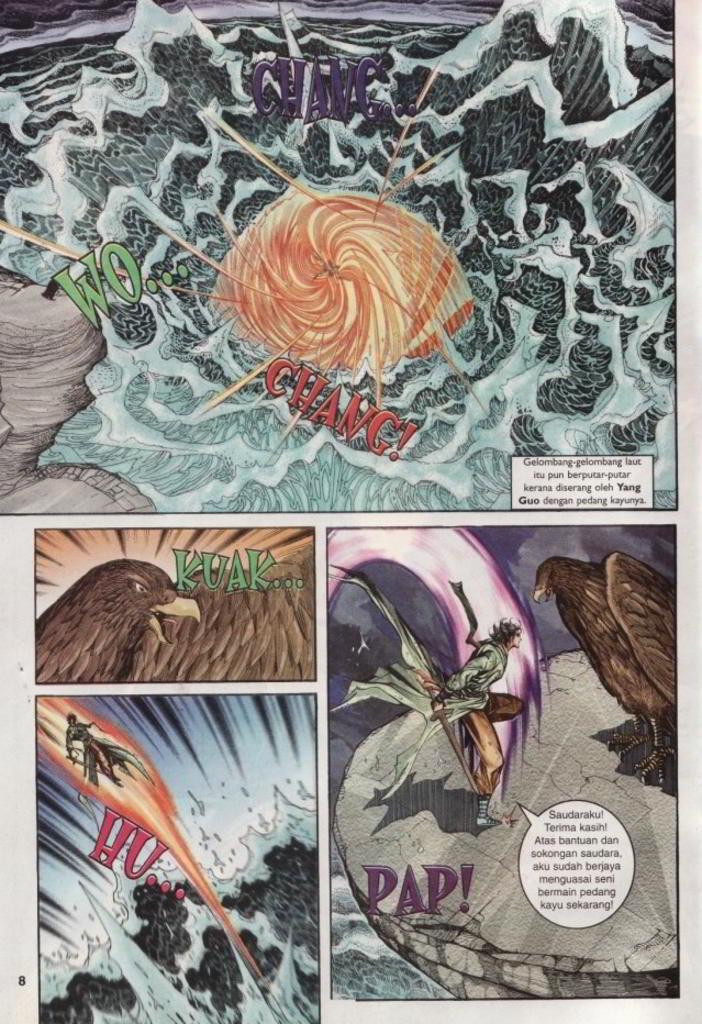 CHANG...
WO...
CHANG!
Gelombang-gelombang laut
itu pun berputar-putar
kerana diserang oleh Yang
Guo dengan pedang kayunya.
KUAK...
HU...
Saudaraku!
Terima kasih!
Atas bantuan dan
sokongan saudara,
aku sudah berjaya
menguasai seni
bermain pedang
kayu sekarang!
PAP!
8